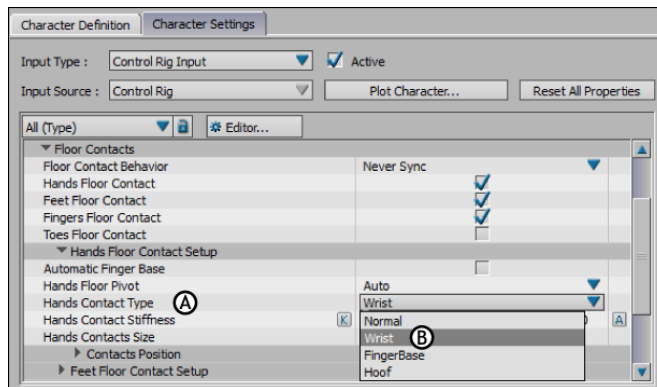 Character Definition Character Settings
Input Type : Control Rig Input Active
Input Source : Control Rig Plot Character... Reset All Properties
All (Type) Editor...
Floor Contacts
Floor Contact Behavior Never Sync
Hands Floor Contact
Feet Floor Contact
Fingers Floor Contact
Toes Floor Contact
Hands Floor Contact Setup
Automatic Finger Base
Hands Floor Pivot Auto
Hands Contact Type A Wrist
Hands Contact Stiffness K Normal 0 A
Hands Contacts Size Wrist B
Contacts Position FingerBase
Feet Floor Contact Setup Hoof